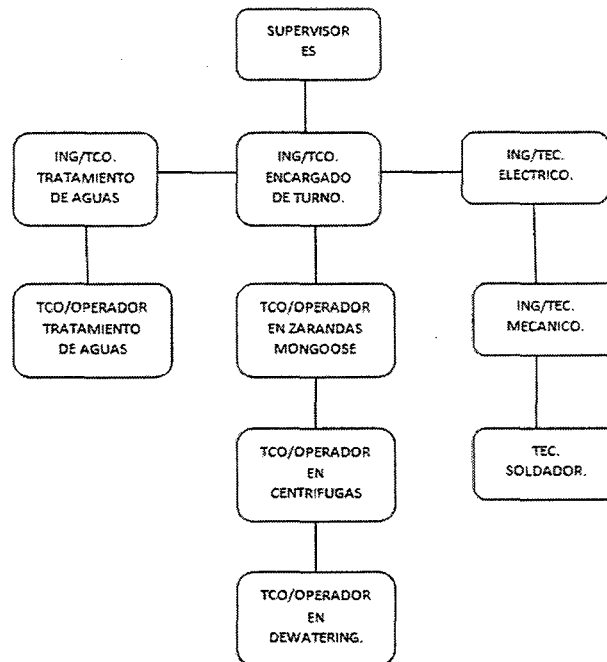 SUPERVISOR
ES
ING/TCO.
TRATAMIENTO
DE AGUAS
ING/TCO.
ENCARGADO
DE TURNO.
ING/TEC.
ELECTRICO.
TCO/OPERADOR
TRATAMIENTO
DE AGUAS
TCO/OPERADOR
EN ZARANDAS
MONGOOSE
ING/TEC.
MECANICO.
TCO/OPERADOR
EN
CENTRIFUGAS
TEC.
SOLDADOR.
TCO/OPERADOR
EN
DEWATERING.